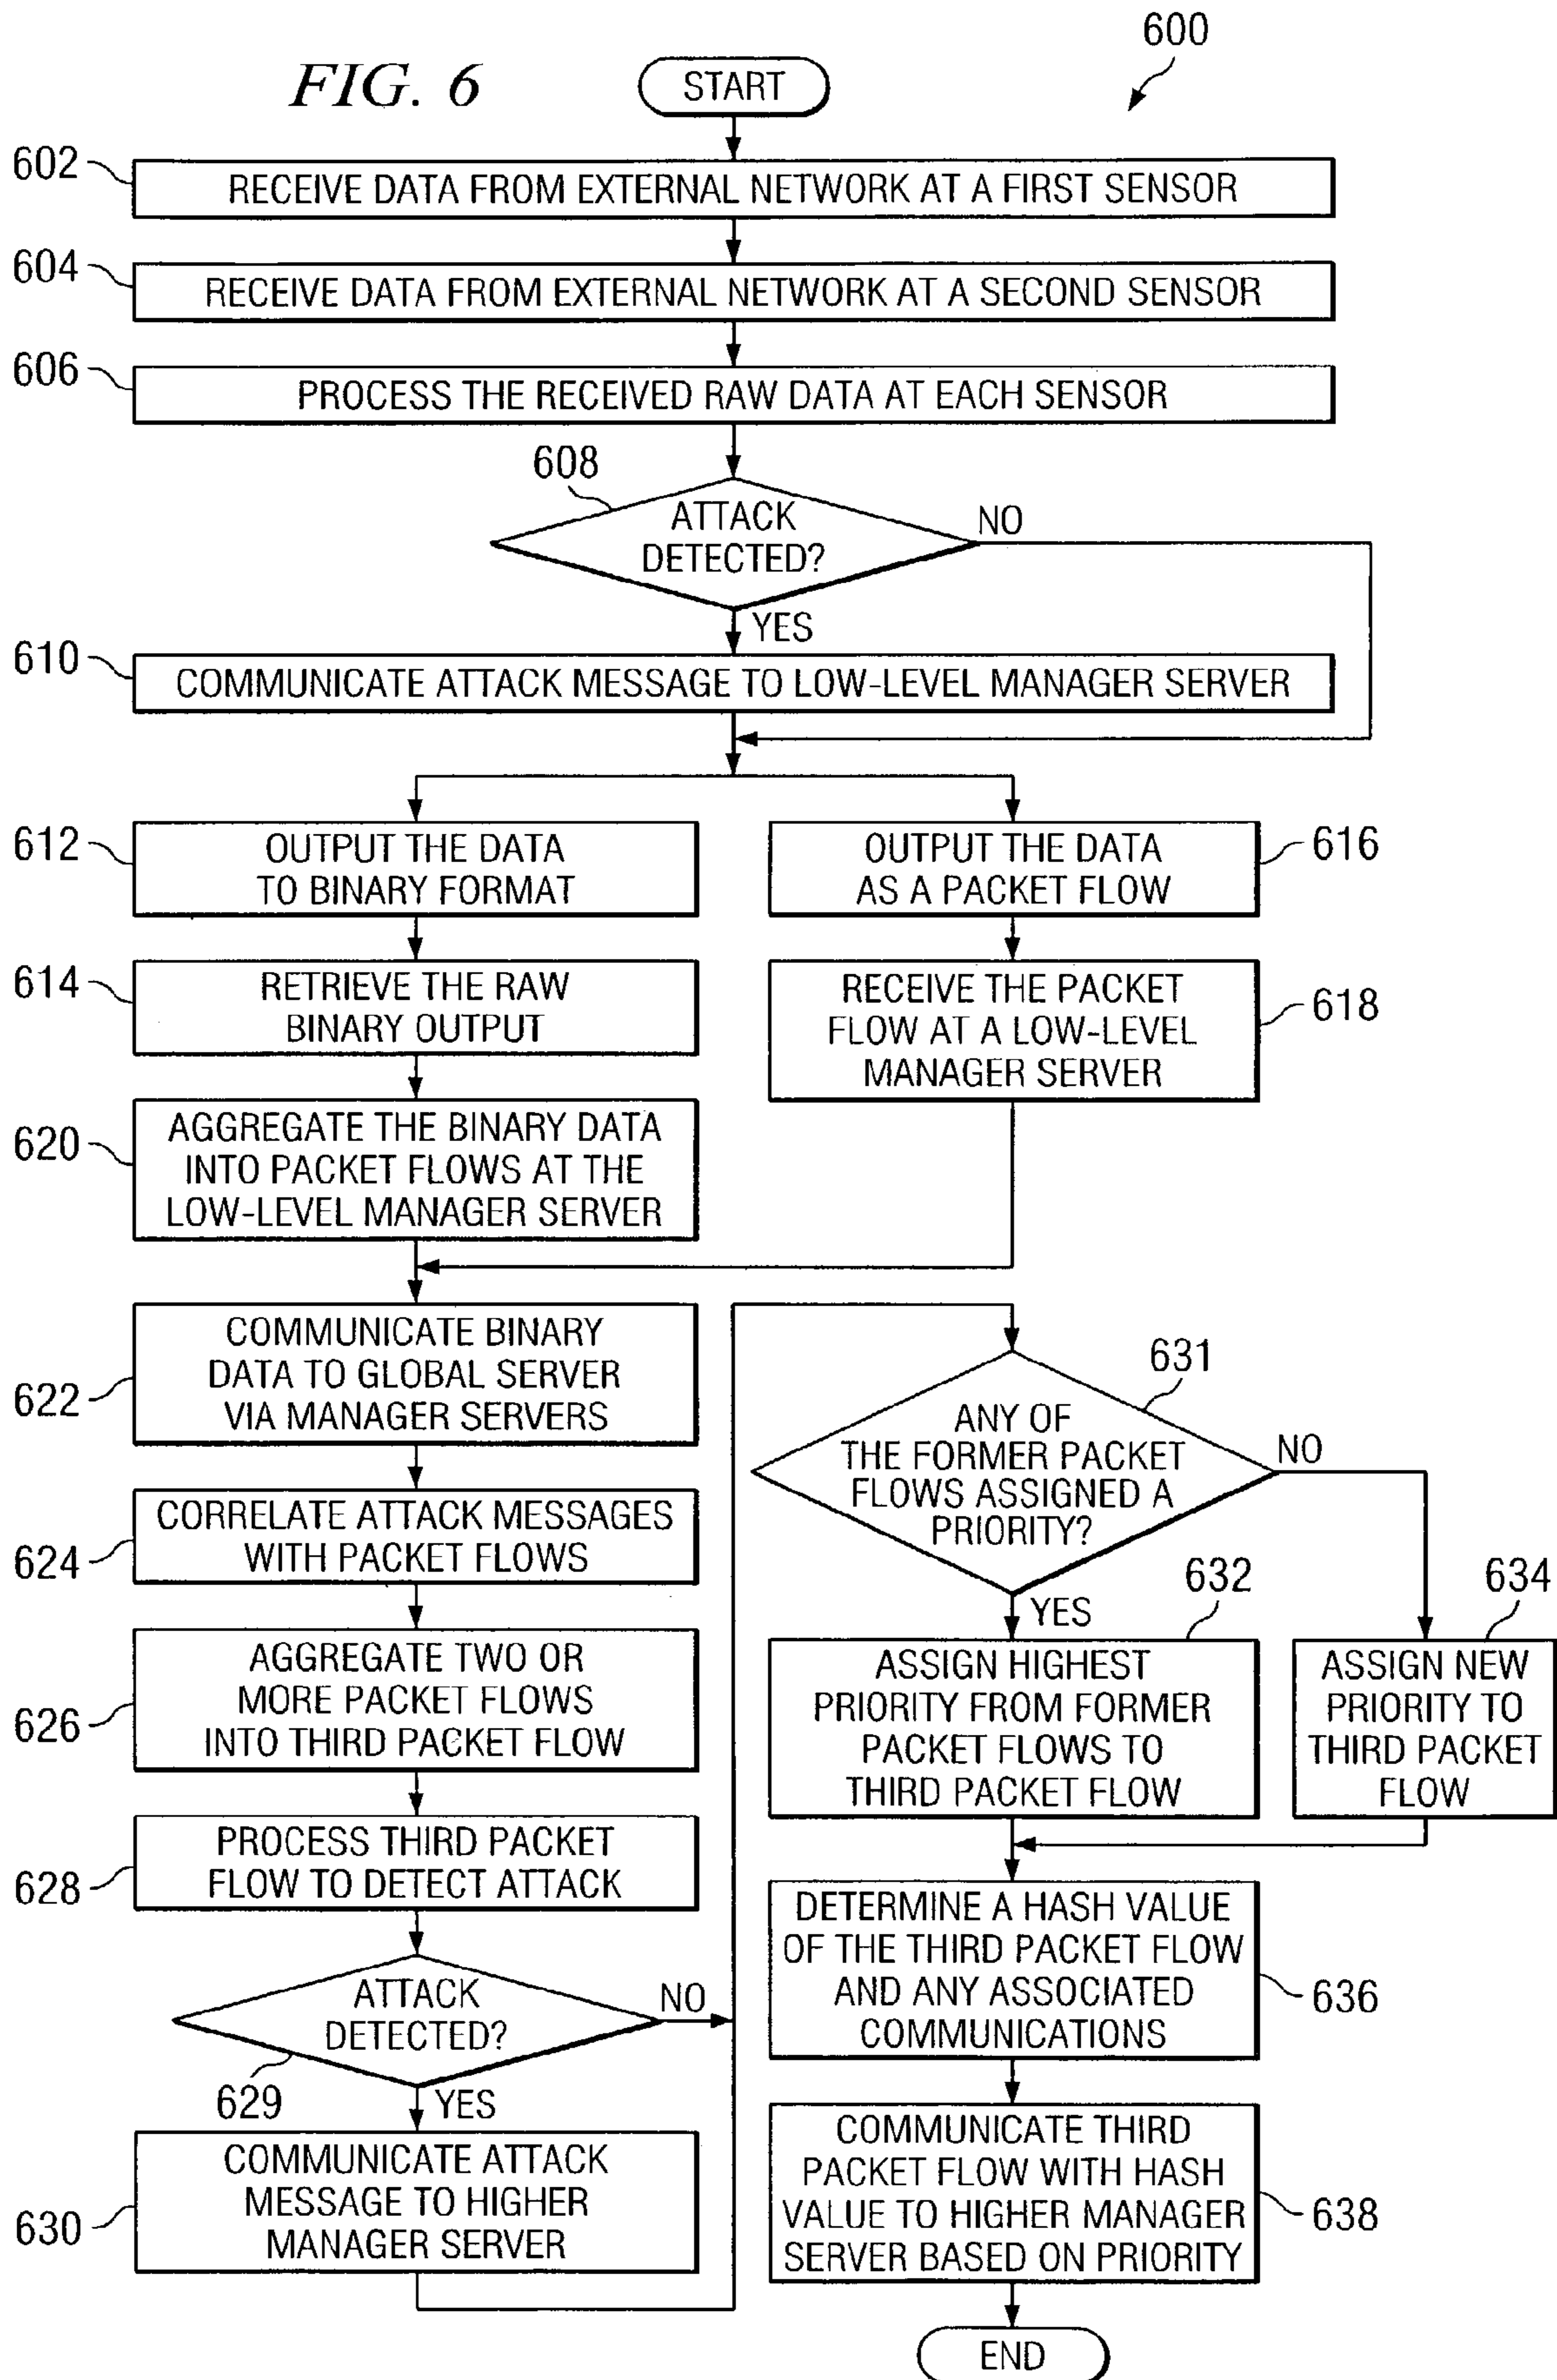 600
FIG. 6
START
602
RECEIVE DATA FROM EXTERNAL NETWORK AT A FIRST SENSOR
604
RECEIVE DATA FROM EXTERNAL NETWORK AT A SECOND SENSOR
606
PROCESS THE RECEIVED RAW DATA AT EACH SENSOR
608
ATTACK
DETECTED?
NO
YES
610
COMMUNICATE ATTACK MESSAGE TO LOW-LEVEL MANAGER SERVER
612
OUTPUT THE DATA
TO BINARY FORMAT
614
RETRIEVE THE RAW
BINARY OUTPUT
620
AGGREGATE THE BINARY DATA
INTO PACKET FLOWS AT THE
LOW-LEVEL MANAGER SERVER
OUTPUT THE DATA
AS A PACKET FLOW
616
RECEIVE THE PACKET
FLOW AT A LOW-LEVEL
MANAGER SERVER
618
622
COMMUNICATE BINARY
DATA TO GLOBAL SERVER
VIA MANAGER SERVERS
624
CORRELATE ATTACK MESSAGES
WITH PACKET FLOWS
626
AGGREGATE TWO OR
MORE PACKET FLOWS
INTO THIRD PACKET FLOW
628
PROCESS THIRD PACKET
FLOW TO DETECT ATTACK
ATTACK
DETECTED?
NO
629
YES
630
COMMUNICATE ATTACK
MESSAGE TO HIGHER
MANAGER SERVER
631
ANY OF
THE FORMER PACKET
FLOWS ASSIGNED A
PRIORITY?
NO
YES
632
ASSIGN HIGHEST
PRIORITY FROM FORMER
PACKET FLOWS TO
THIRD PACKET FLOW
634
ASSIGN NEW
PRIORITY TO
THIRD PACKET
FLOW
DETERMINE A HASH VALUE
OF THE THIRD PACKET FLOW
AND ANY ASSOCIATED
COMMUNICATIONS
636
COMMUNICATE THIRD
PACKET FLOW WITH HASH
VALUE TO HIGHER MANAGER
SERVER BASED ON PRIORITY
638
END